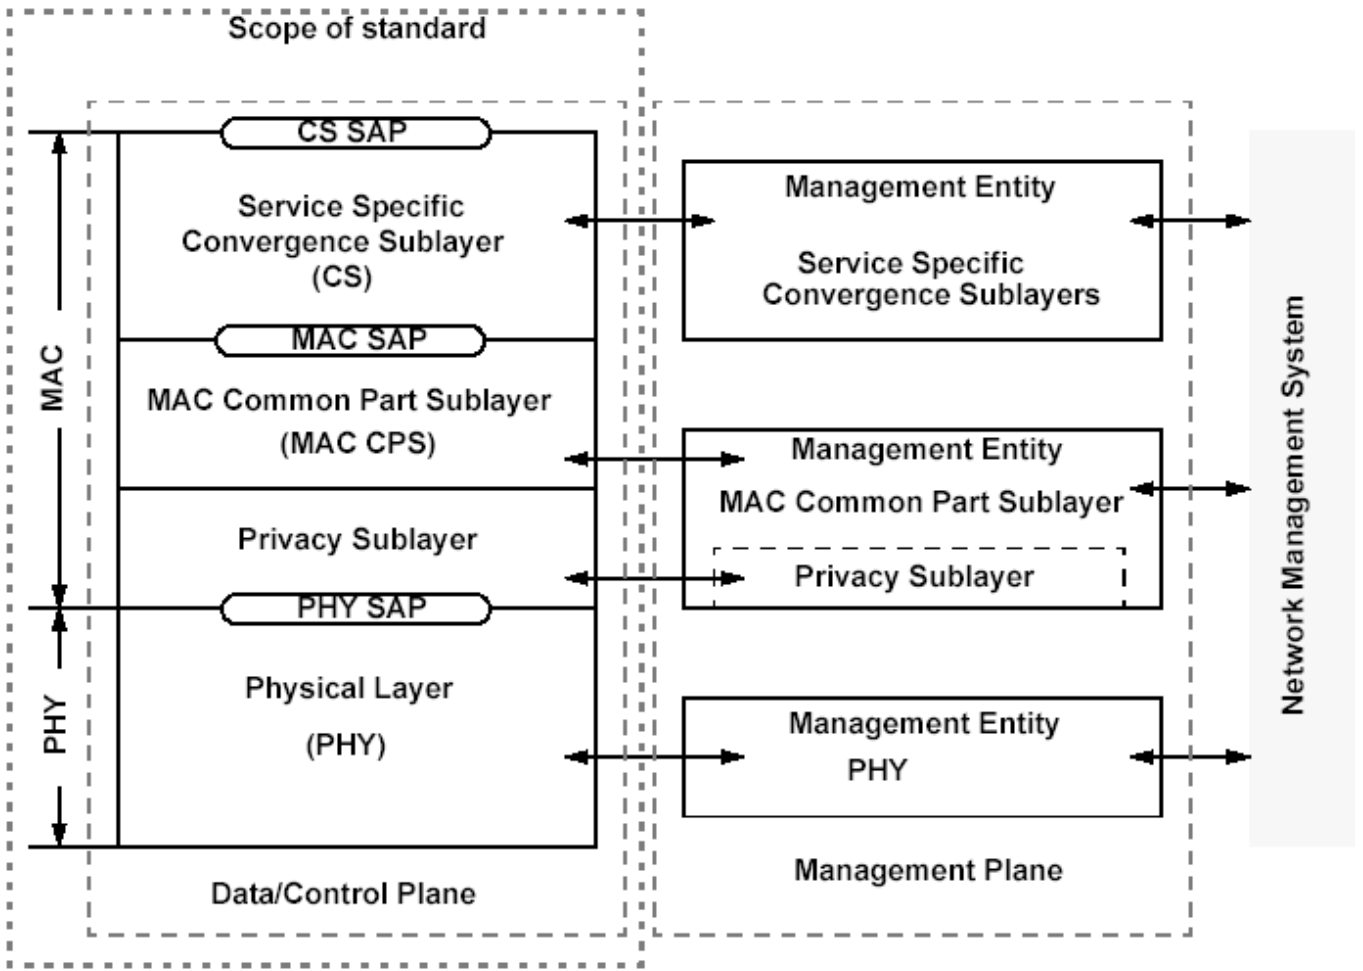 Scope of standard
CS SAP
Service Specific
Convergence Sublayer
(CS)
MAC SAP
MAC Common Part Sublayer
(MAC CPS)
Privacy Sublayer
PHY SAP
Physical Layer
(PHY)
Data/Control Plane
MAC
PHY
Management Entity
Service Specific
Convergence Sublayers
Management Entity
MAC Common Part Sublayer
Privacy Sublayer
Management Entity
PHY
Management Plane
Network Management System